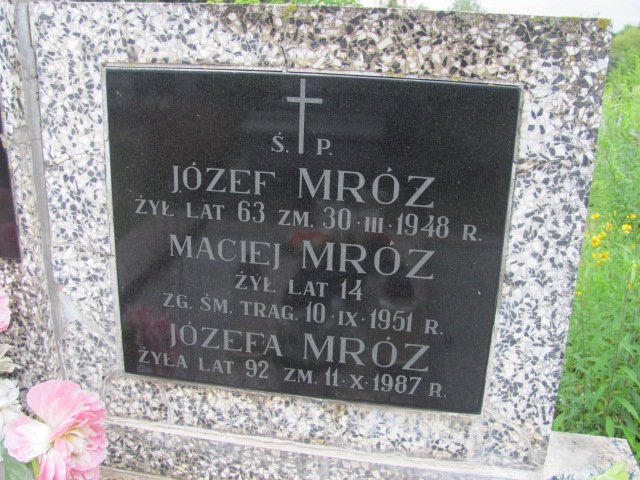 Ś. P.
JÓZEF MRÓZ
ŻYŁ LAT 63 ZM. 30·III·1948 R.
MACIEJ MRÓZ
ŻYŁ LAT 14
ZG. ŚM. TRAG. 10·IX·1951 R.
JÓZEFA MRÓZ
ŻYŁA LAT 92 ZM. 11·X·1987 R.